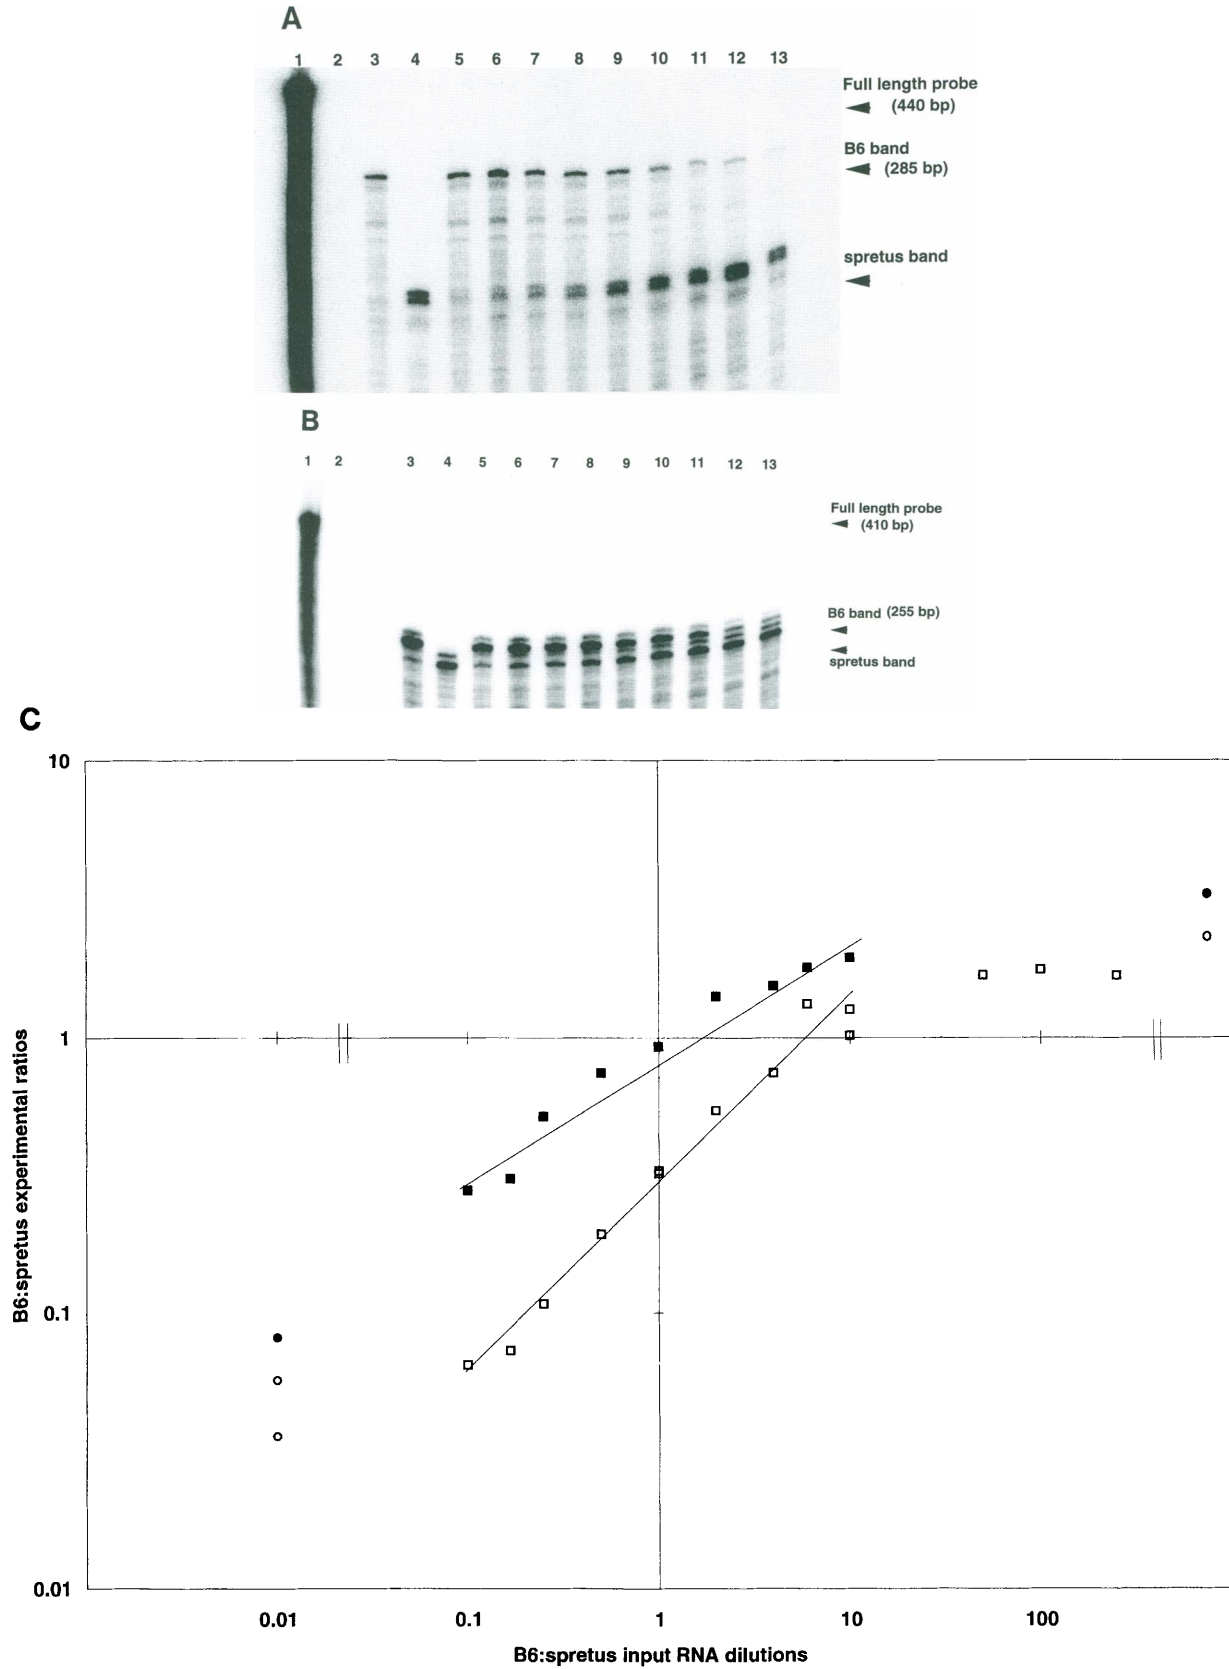 A
1 2 3 4 5 6 7 8 9 10 11 12 13
Full length probe
(440 bp)
B6 band
(285 bp)
spretus band
B
1 2 3 4 5 6 7 8 9 10 11 12 13
Full length probe
(410 bp)
B6 band (255 bp)
spretus band
C
10
1
0.1
0.01
B6:spretus experimental ratios
0.01 0.1 1 10 100
B6:spretus input RNA dilutions